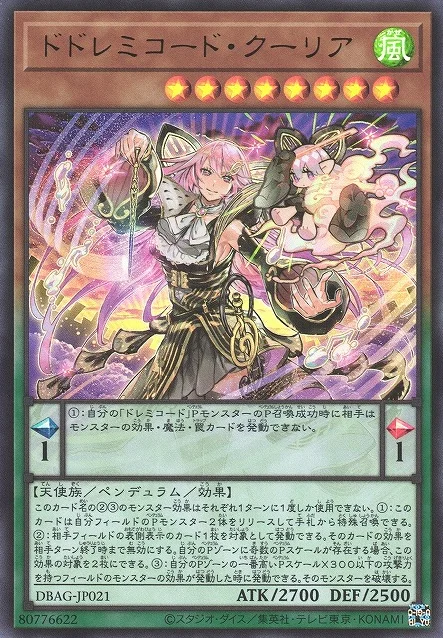 ドドレミコード・クーリア
風
①:自分の「ドレミコード」PモンスターのP召喚成功時に相手は
モンスターの効果・魔法・罠カードを発動できない。
1
1
【天使族/ペンデュラム/効果】
このカード名の②③のモンスター効果はそれぞれ1ターンに1度しか使用できない。①:この
カードは自分フィールドのPモンスター2体をリリースして手札から特殊召喚できる。
②:相手フィールドの表側表示のカード1枚を対象として発動できる。そのカードの効果を
相手ターン終了時まで無効にする。自分のPゾーンに奇数のPスケールが存在する場合、この
効果の対象を2枚にできる。③:自分のPゾーンの一番高いPスケール×300以下の攻撃力
を持つフィールドのモンスターの効果が発動した時に発動できる。そのモンスターを破壊する。
DBAG-JP021
ATK/2700
DEF/2500
80776622
©スタジオ・ダイス/集英社・テレビ東京・KONAMI